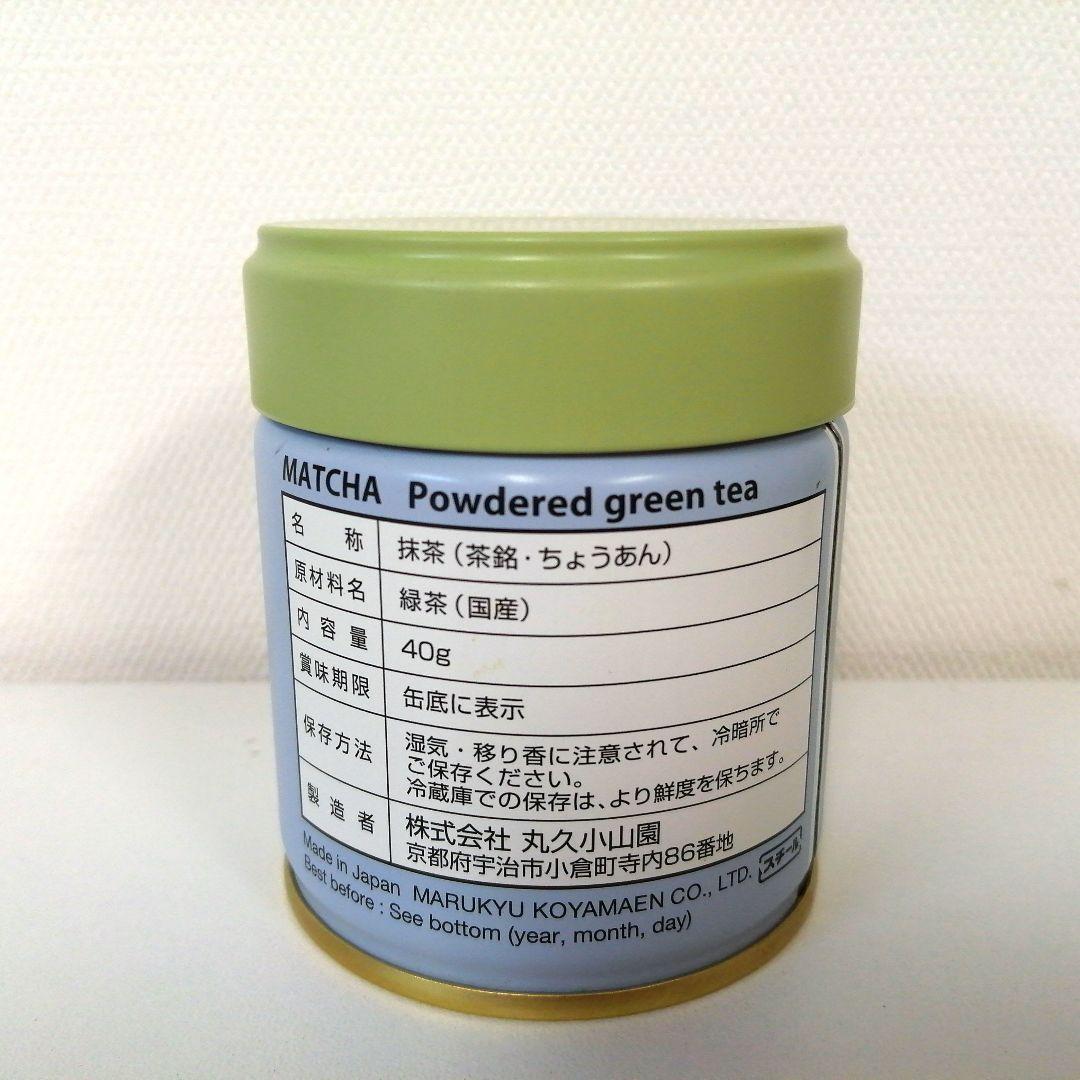 MATCHA Powdered green tea
名称 抹茶（茶銘・ちょうあん）
原材料名 緑茶（国産）
内容量 40g
賞味期限 缶底に表示
保存方法 湿気・移り香に注意されて、冷暗所で
ご保存ください。
冷蔵庫での保存は、より鮮度を保ちます。
製造者 株式会社 丸久小山園
京都府宇治市小倉町寺内86番地
Made in Japan MARUKYU KOYAMAEN CO., LTD. スチール
Best before : See bottom (year, month, day)